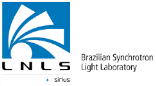 LNLS
+ sirius
Brazilian Synchrotron
Light Laboratory